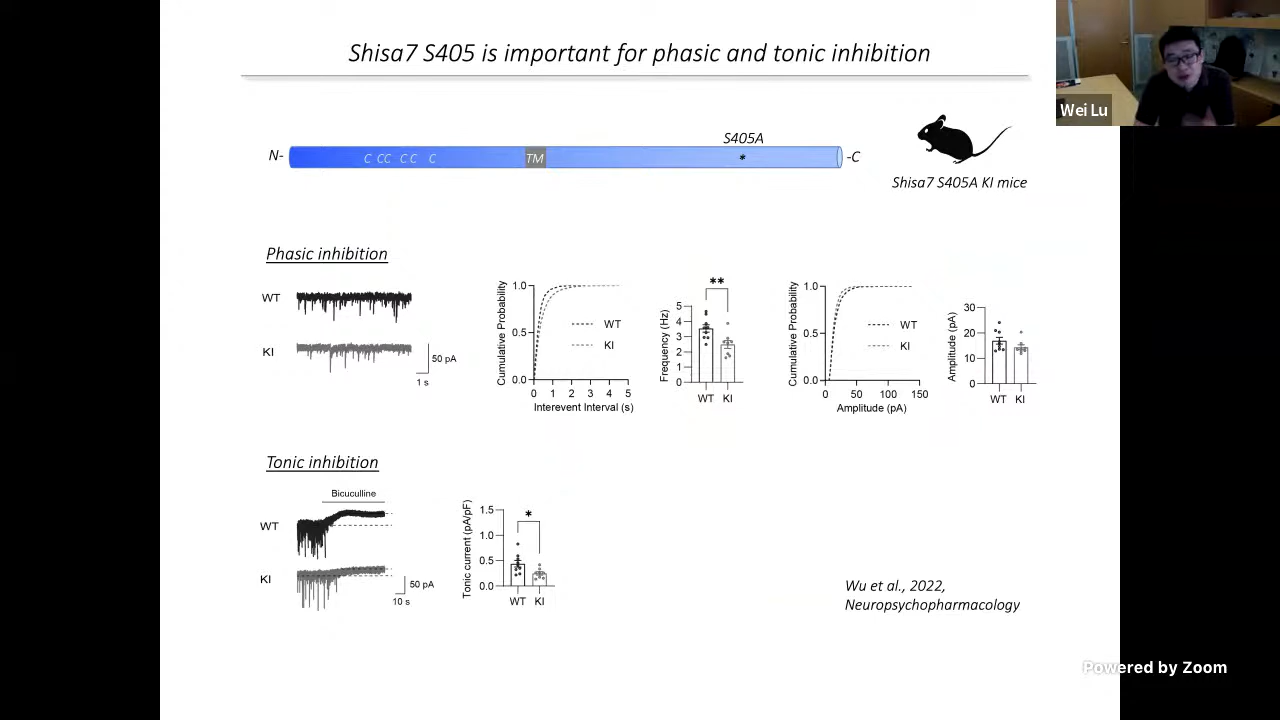 Shisa7 S405 is important for phasic and tonic inhibition
Wei Lu
S405A
N- C CC C C C TM * -C
Shisa7 S405A KI mice
Phasic inhibition
WT
KI
50 pA
1 s
Cumulative Probability
1.0
0.5
0.0
0 1 2 3 4 5
Interevent Interval (s)
WT
KI
Frequency (Hz)
5
4
3
2
1
0
**
WT KI
Cumulative Probability
1.0
0.5
0.0
0 50 100 150
Amplitude (pA)
WT
KI
Amplitude (pA)
30
20
10
0
WT KI
Tonic inhibition
Bicuculline
WT
KI
50 pA
10 s
Tonic current (pA/pF)
1.5
1.0
0.5
0.0
*
WT KI
Wu et al., 2022,
Neuropsychopharmacology
Powered by Zoom